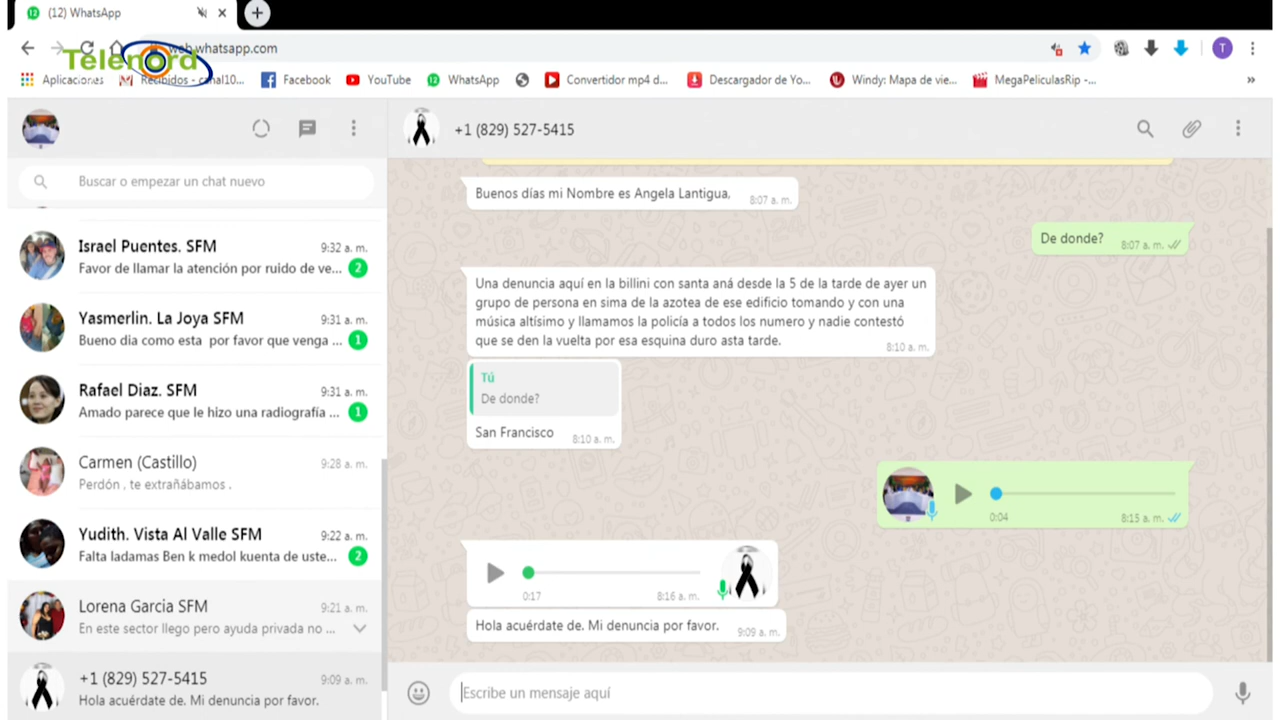 (12) WhatsApp
Telenord
web.whatsapp.com
T
Aplicaciones
Recibidos - canal10...
Facebook
YouTube
WhatsApp
Convertidor mp4 d...
Descargador de Yo...
Windy: Mapa de vie...
MegaPeliculasRip -...
»
Buscar o empezar un chat nuevo
Israel Puentes. SFM 9:32 a. m.
Favor de llamar la atención por ruido de ve... 2
Yasmerlin. La Joya SFM 9:31 a. m.
Bueno dia como esta por favor que venga ... 1
Rafael Diaz. SFM 9:31 a. m.
Amado parece que le hizo una radiografía ... 1
Carmen (Castillo) 9:28 a. m.
Perdón , te extrañábamos .
Yudith. Vista Al Valle SFM 9:22 a. m.
Falta ladamas Ben k medol kuenta de uste... 2
Lorena Garcia SFM 9:21 a. m.
En este sector llego pero ayuda privada no ...
+1 (829) 527-5415 9:09 a. m.
Hola acuérdate de. Mi denuncia por favor.
+1 (829) 527-5415
Buenos días mi Nombre es Angela Lantigua, 8:07 a. m.
De donde? 8:07 a. m.
Una denuncia aquí en la billini con santa aná desde la 5 de la tarde de ayer un
grupo de persona en sima de la azotea de ese edificio tomando y con una
música altísimo y llamamos la policía a todos los numero y nadie contestó
que se den la vuelta por esa esquina duro asta tarde. 8:10 a. m.
Tú
De donde?
San Francisco 8:10 a. m.
0:04 8:15 a. m.
0:17 8:16 a. m.
Hola acuérdate de. Mi denuncia por favor. 9:09 a. m.
Escribe un mensaje aquí